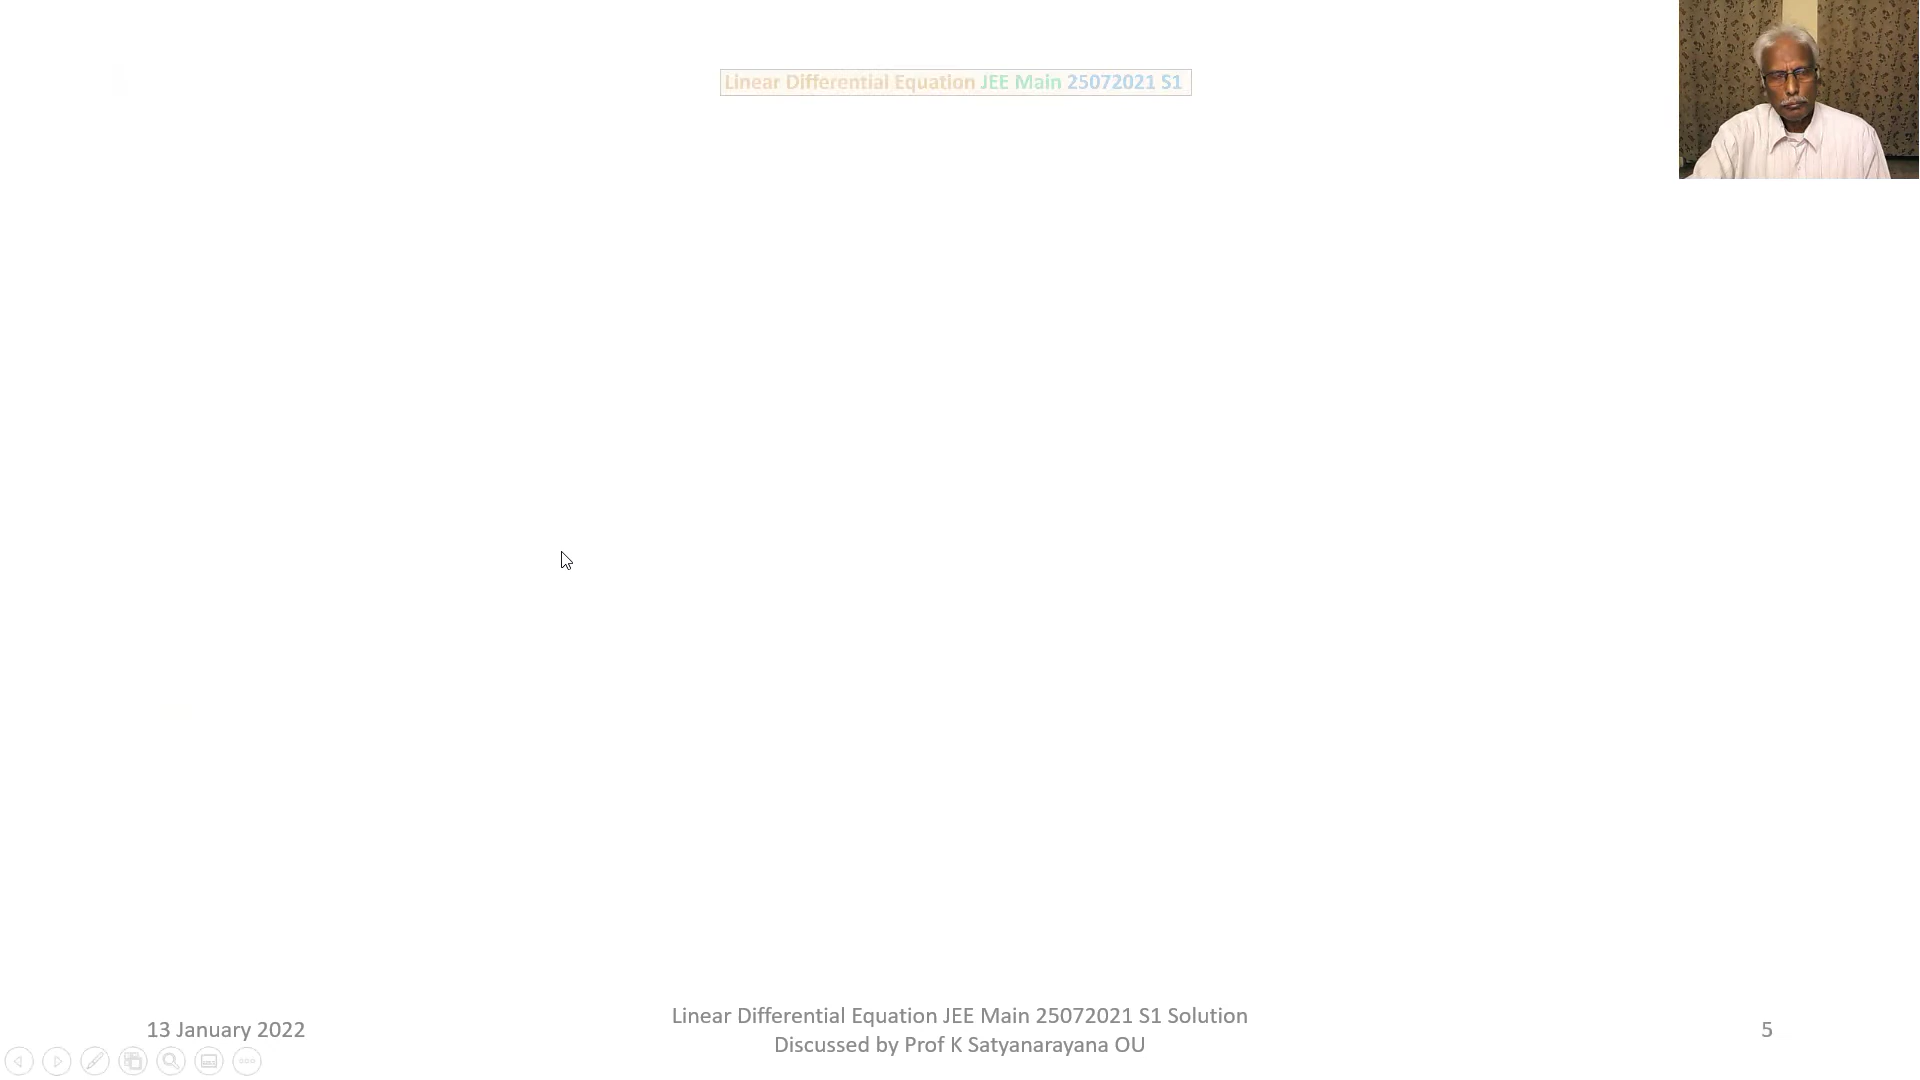 Linear Differential Equation JEE Main 25072021 S1
13 January 2022
Linear Differential Equation JEE Main 25072021 S1 Solution
Discussed by Prof K Satyanarayana OU
5